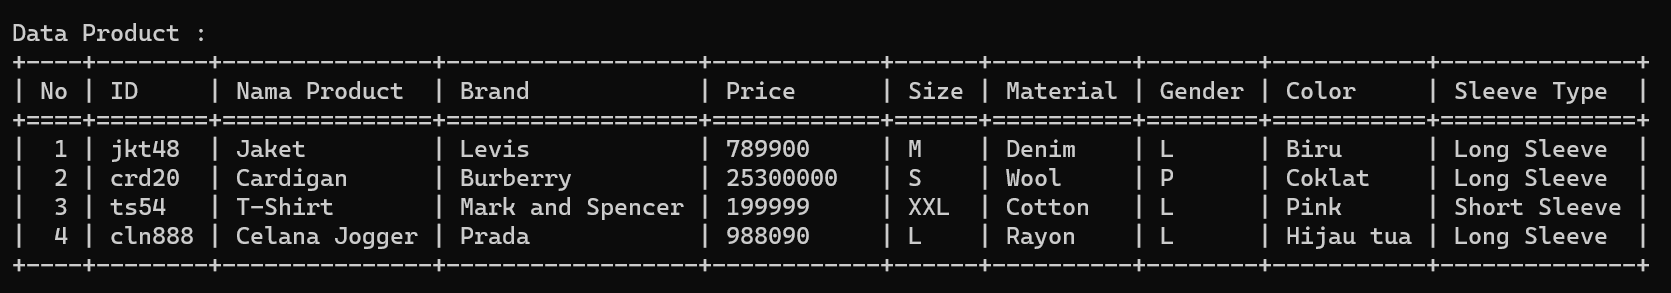 Data Product :
+----+--------+---------------+------------------+------------+------+----------+--------+-----------+--------------+
| No | ID     | Nama Product  | Brand            | Price      | Size | Material | Gender | Color     | Sleeve Type  |
+====+========+===============+==================+============+======+==========+========+===========+==============+
|  1 | jkt48  | Jaket         | Levis            | 789900     | M    | Denim    | L      | Biru      | Long Sleeve  |
|  2 | crd20  | Cardigan      | Burberry         | 25300000   | S    | Wool     | P      | Coklat    | Long Sleeve  |
|  3 | ts54   | T-Shirt       | Mark and Spencer | 199999     | XXL  | Cotton   | L      | Pink      | Short Sleeve |
|  4 | cln888 | Celana Jogger | Prada            | 988090     | L    | Rayon    | L      | Hijau tua | Long Sleeve  |
+----+--------+---------------+------------------+------------+------+----------+--------+-----------+--------------+